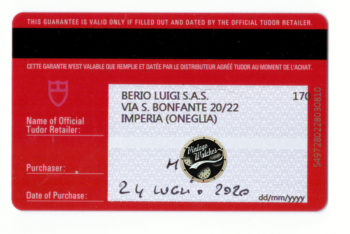 THIS GUARANTEE IS VALID ONLY IF FILLED OUT AND DATED BY THE OFFICIAL TUDOR RETAILER.
CETTE GARANTIE N'EST VALABLE QUE REMPLIE ET DATÉE PAR LE DISTRIBUTEUR AGRÉÉ TUDOR AU MOMENT DE L'ACHAT.
BERIO LUIGI S.A.S. 170
VIA S. BONFANTE 20/22
IMPERIA (ONEGLIA)
Name of Official
Tudor Retailer:
Purchaser:
Vintage Watches
Date of Purchase: 24 LUGLIO 2020
dd/mm/yyyy